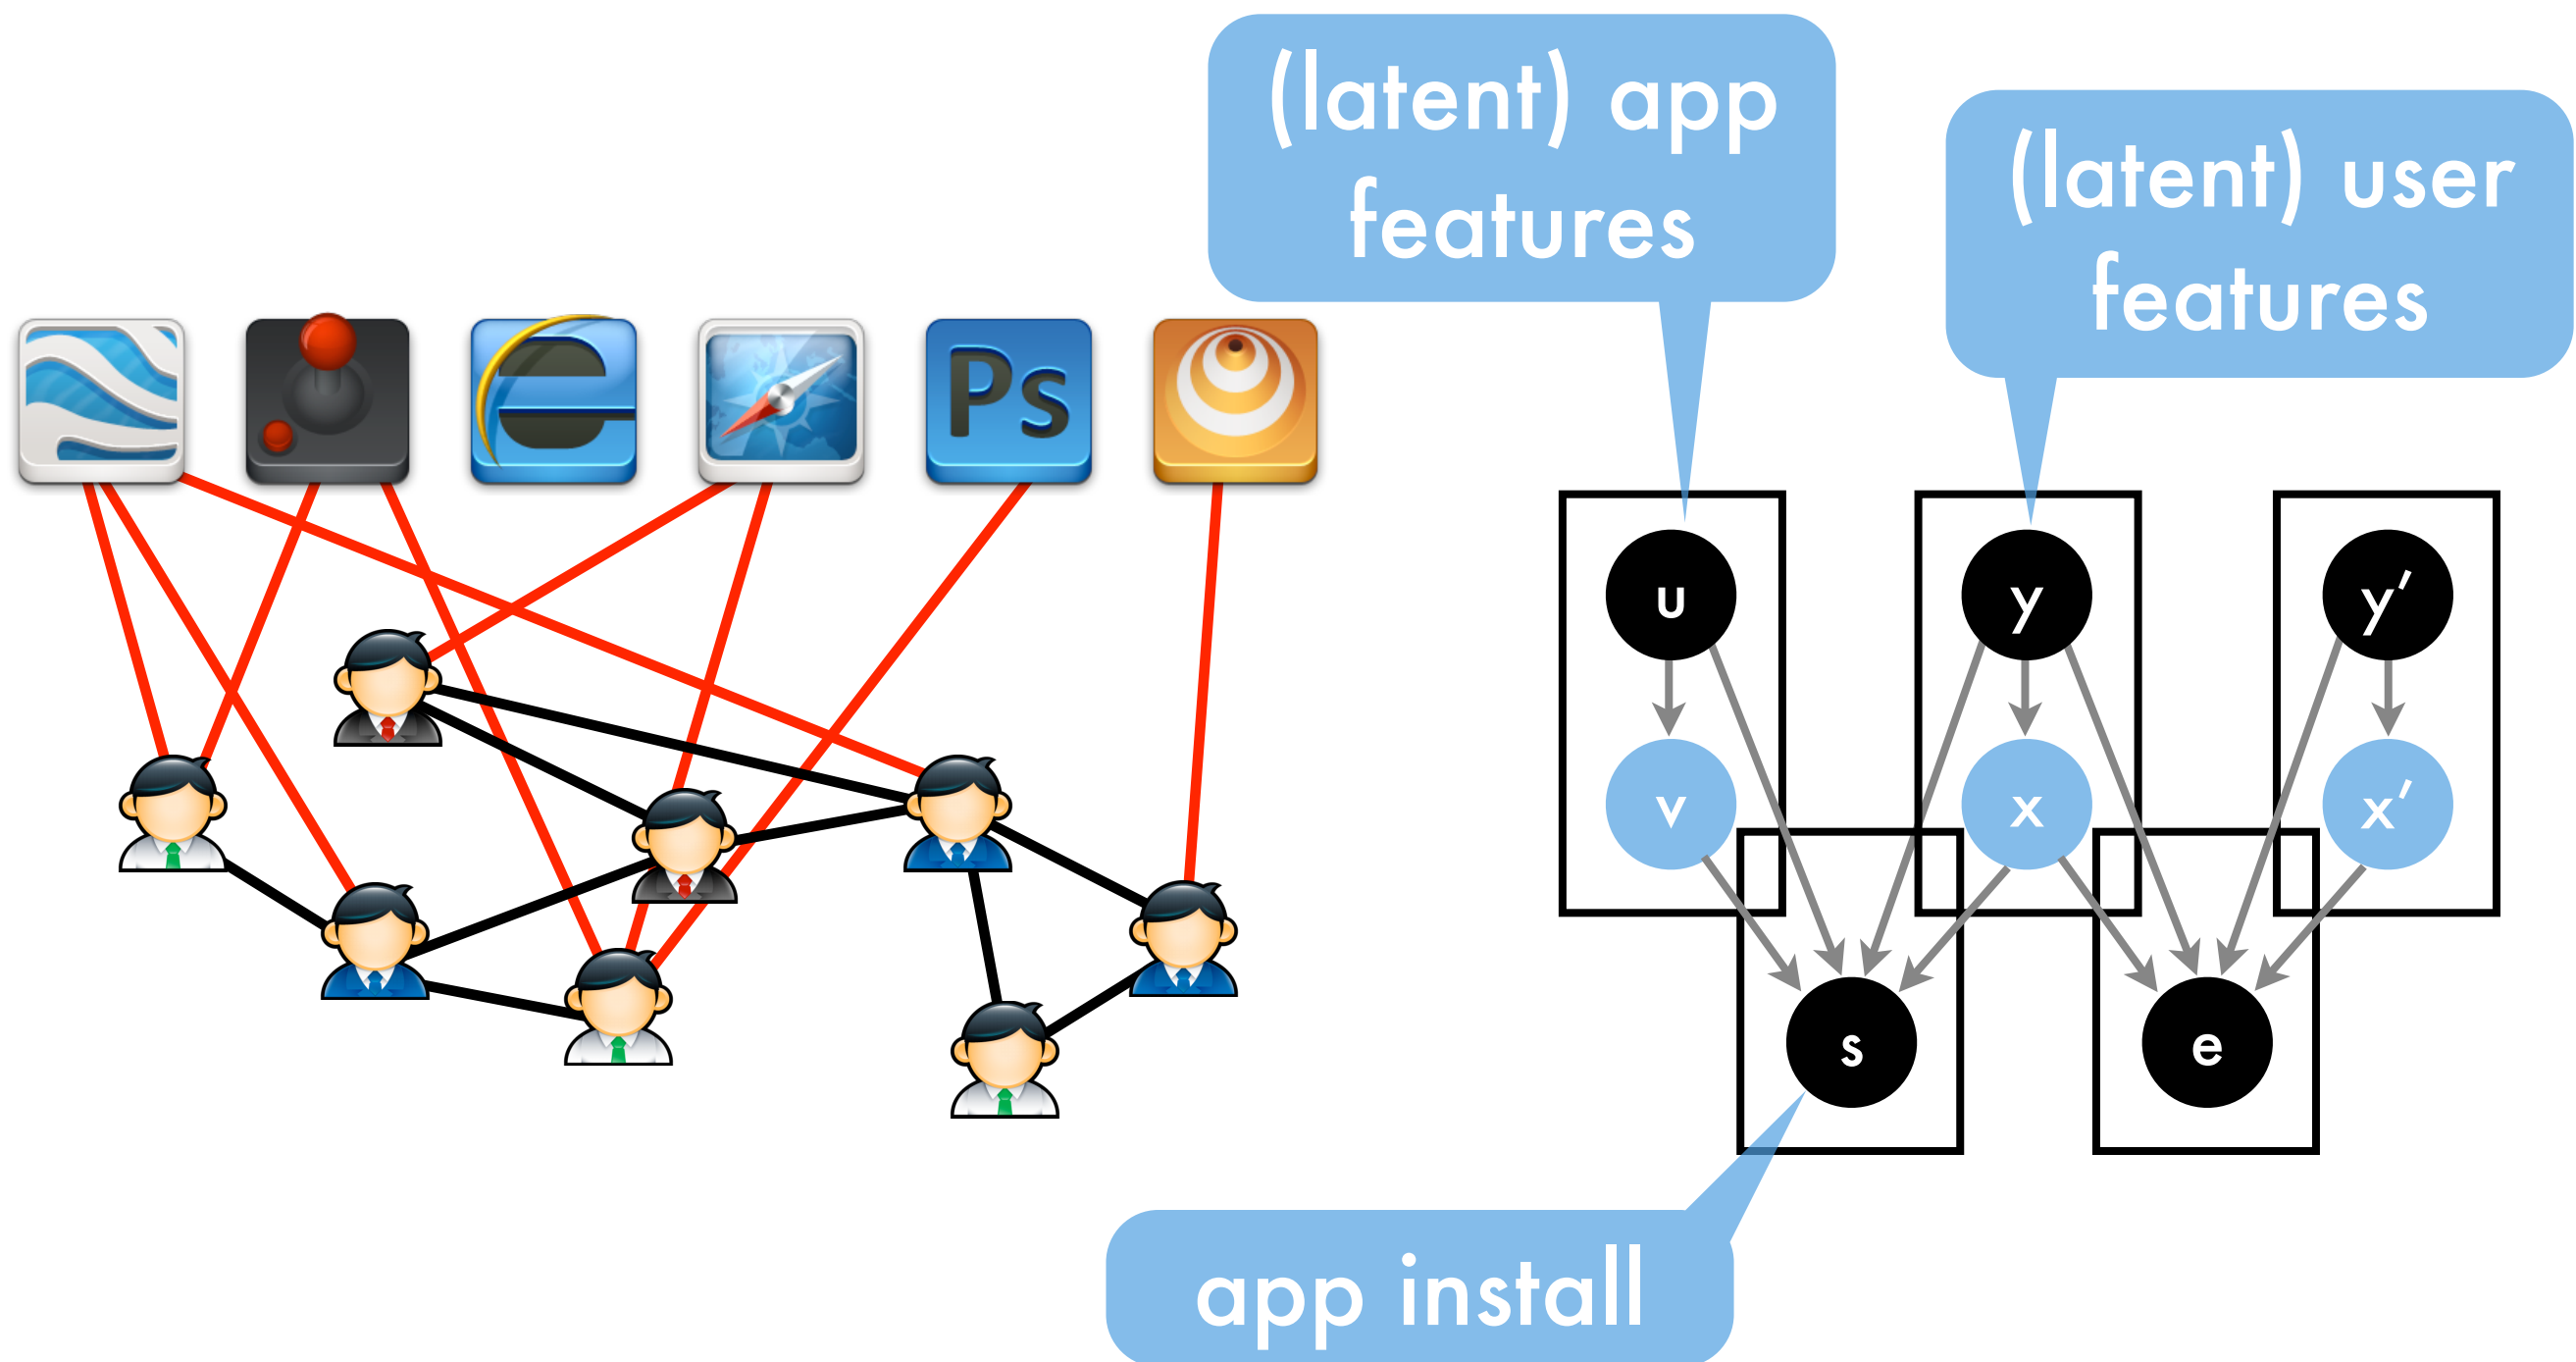 (latent) app
features
(latent) user
features
Ps
u
y
y′
v
x
x′
s
e
app install